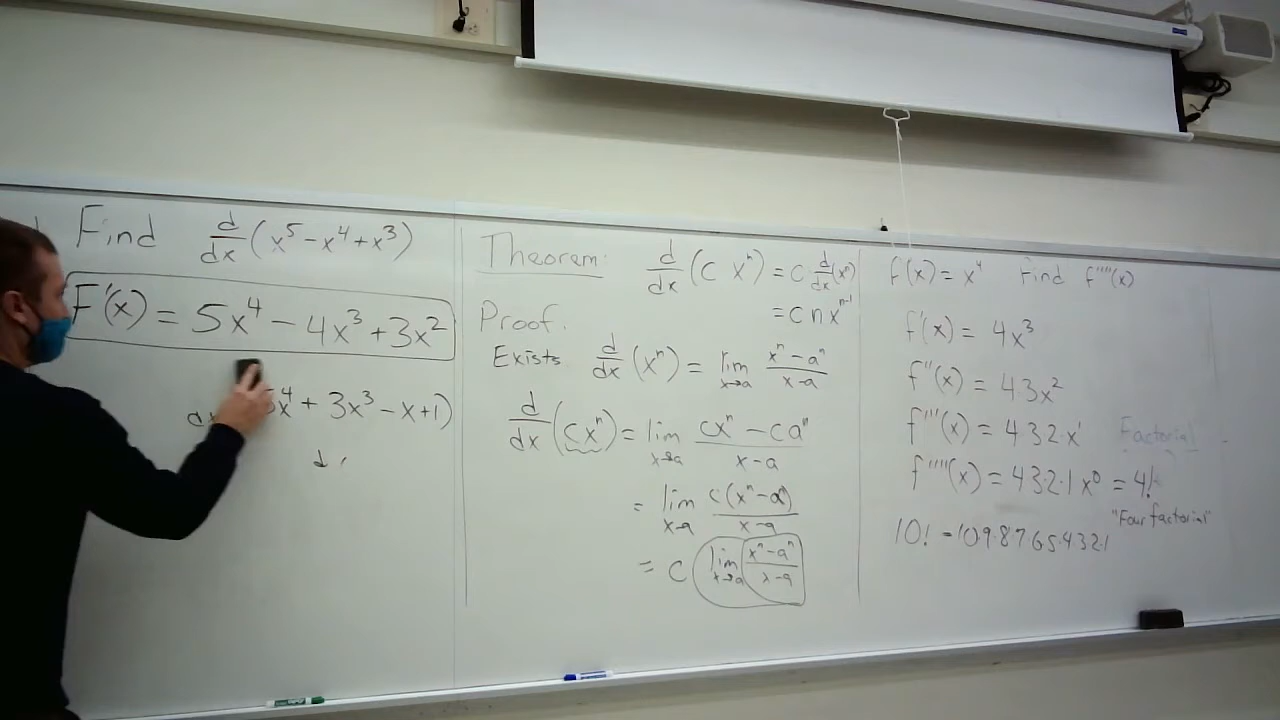 Find d/dx (x⁵ - x⁴ + x³)
F'(x) = 5x⁴ - 4x³ + 3x²
x⁴ + 3x³ - x + 1)
d
Theorem: d/dx (c xⁿ) = c d/dx (xⁿ)
= c n xⁿ⁻¹
Proof.
Exists d/dx (xⁿ) = lim x→a (xⁿ - aⁿ)/(x - a)
d/dx (cxⁿ) = lim x→a (cxⁿ - caⁿ)/(x - a)
= lim x→a c(xⁿ - aⁿ)/(x - a)
= c lim x→a (xⁿ - aⁿ)/(x - a)
f(x) = x⁴ Find f''''(x)
f'(x) = 4x³
f''(x) = 4·3x²
f'''(x) = 4·3·2·x¹ Factorial
f''''(x) = 4·3·2·1 x⁰ = 4!
"Four factorial"
10! = 10·9·8·7·6·5·4·3·2·1